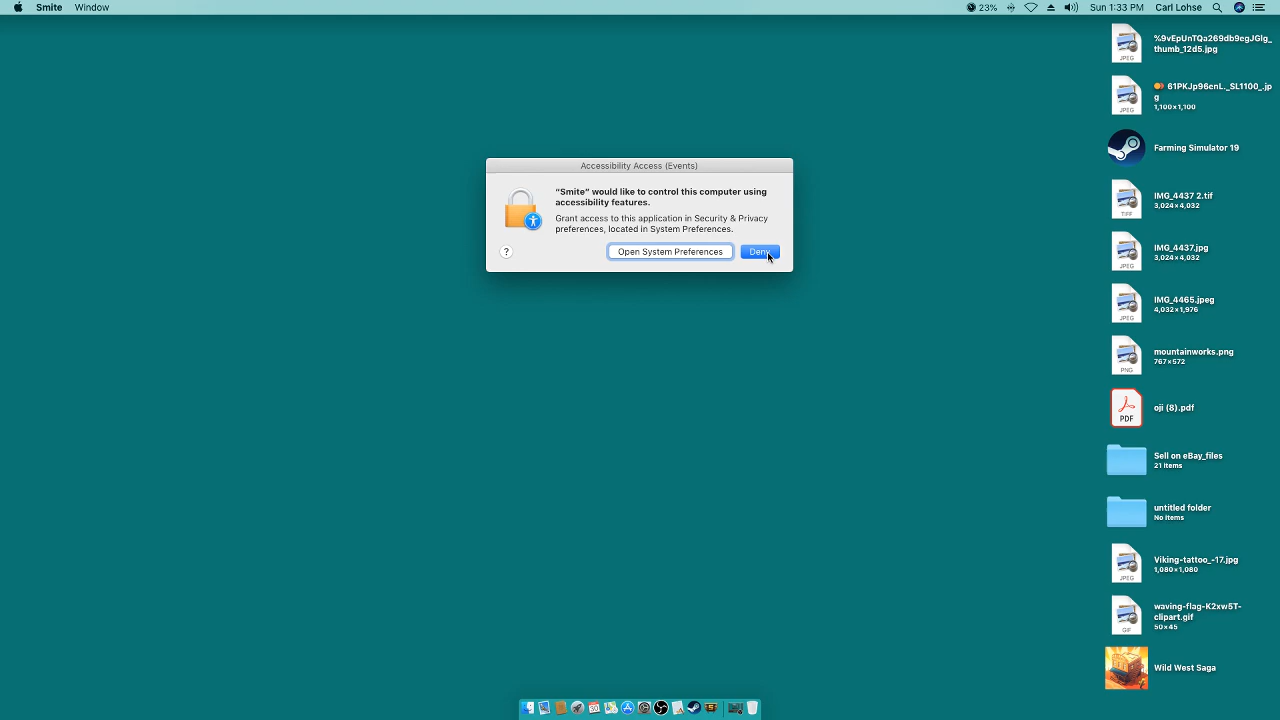 Smite Window 23% Sun 1:33 PM Carl Lohse
%9vEpUnTQa269db9egJGlg_
thumb_12d5.jpg
JPEG
61PKJp96enL._SL1100_.jp
g
1,100×1,100
JPEG
Farming Simulator 19
IMG_4437 2.tif
3,024×4,032
TIFF
IMG_4437.jpg
3,024×4,032
JPEG
IMG_4465.jpeg
4,032×1,976
JPEG
mountainworks.png
767×572
PNG
oji (8).pdf
PDF
Sell on eBay_files
21 items
untitled folder
No items
Viking-tattoo_-17.jpg
1,080×1,080
JPEG
waving-flag-K2xw5T-
clipart.gif
50×45
GIF
Wild West Saga
Accessibility Access (Events)
"Smite" would like to control this computer using
accessibility features.
Grant access to this application in Security & Privacy
preferences, located in System Preferences.
? Open System Preferences Deny